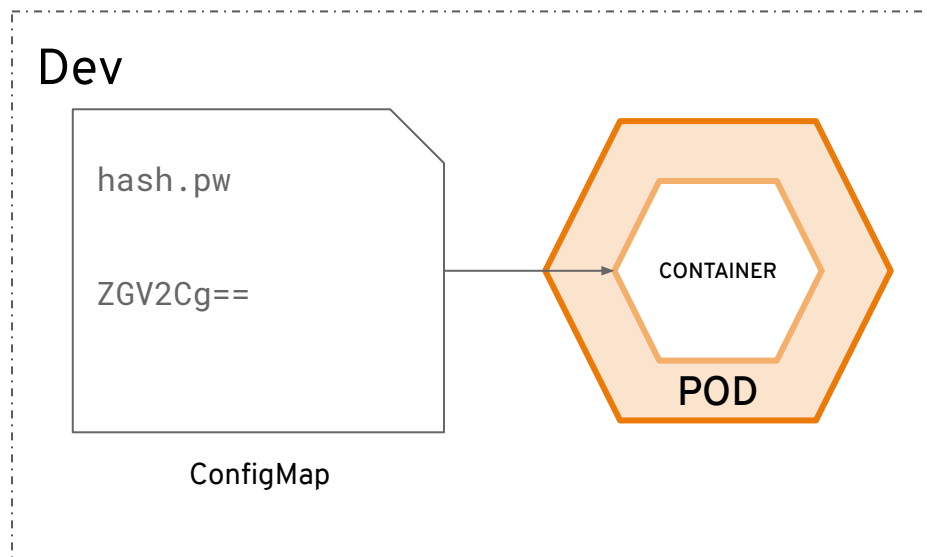 Dev
hash.pw
ZGV2Cg==
ConfigMap
CONTAINER
POD